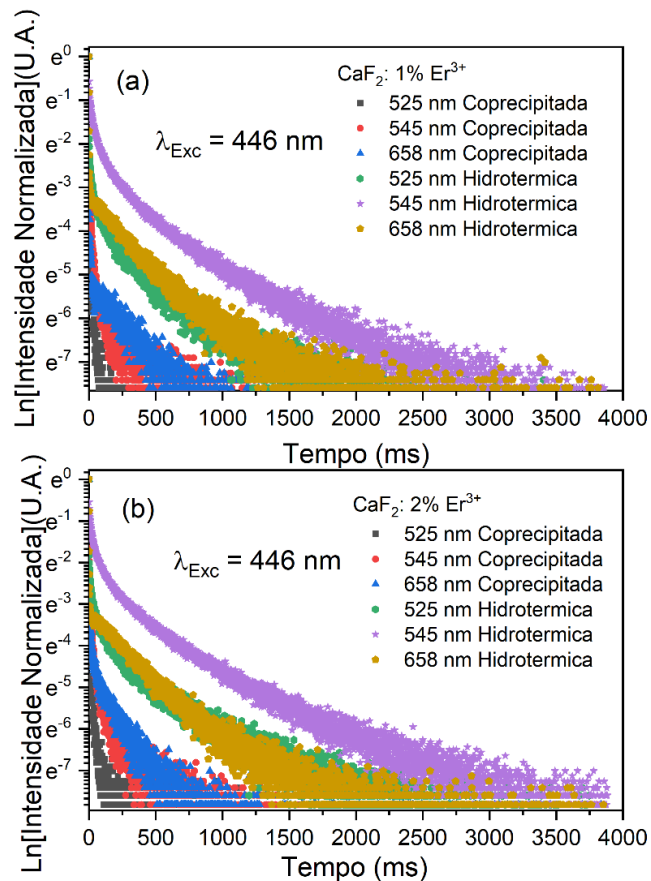 (a)
CaF₂: 1% Er³⁺
525 nm Coprecipitada
545 nm Coprecipitada
658 nm Coprecipitada
525 nm Hidrotermica
545 nm Hidrotermica
658 nm Hidrotermica
λExc = 446 nm
Ln[Intensidade Normalizada](U.A.)
e⁰
e⁻¹
e⁻²
e⁻³
e⁻⁴
e⁻⁵
e⁻⁶
e⁻⁷
0 500 1000 1500 2000 2500 3000 3500 4000
Tempo (ms)
(b)
CaF₂: 2% Er³⁺
525 nm Coprecipitada
545 nm Coprecipitada
658 nm Coprecipitada
525 nm Hidrotermica
545 nm Hidrotermica
658 nm Hidrotermica
λExc = 446 nm
Ln[Intensidade Normalizada](U.A.)
e⁰
e⁻¹
e⁻²
e⁻³
e⁻⁴
e⁻⁵
e⁻⁶
e⁻⁷
0 500 1000 1500 2000 2500 3000 3500 4000
Tempo (ms)